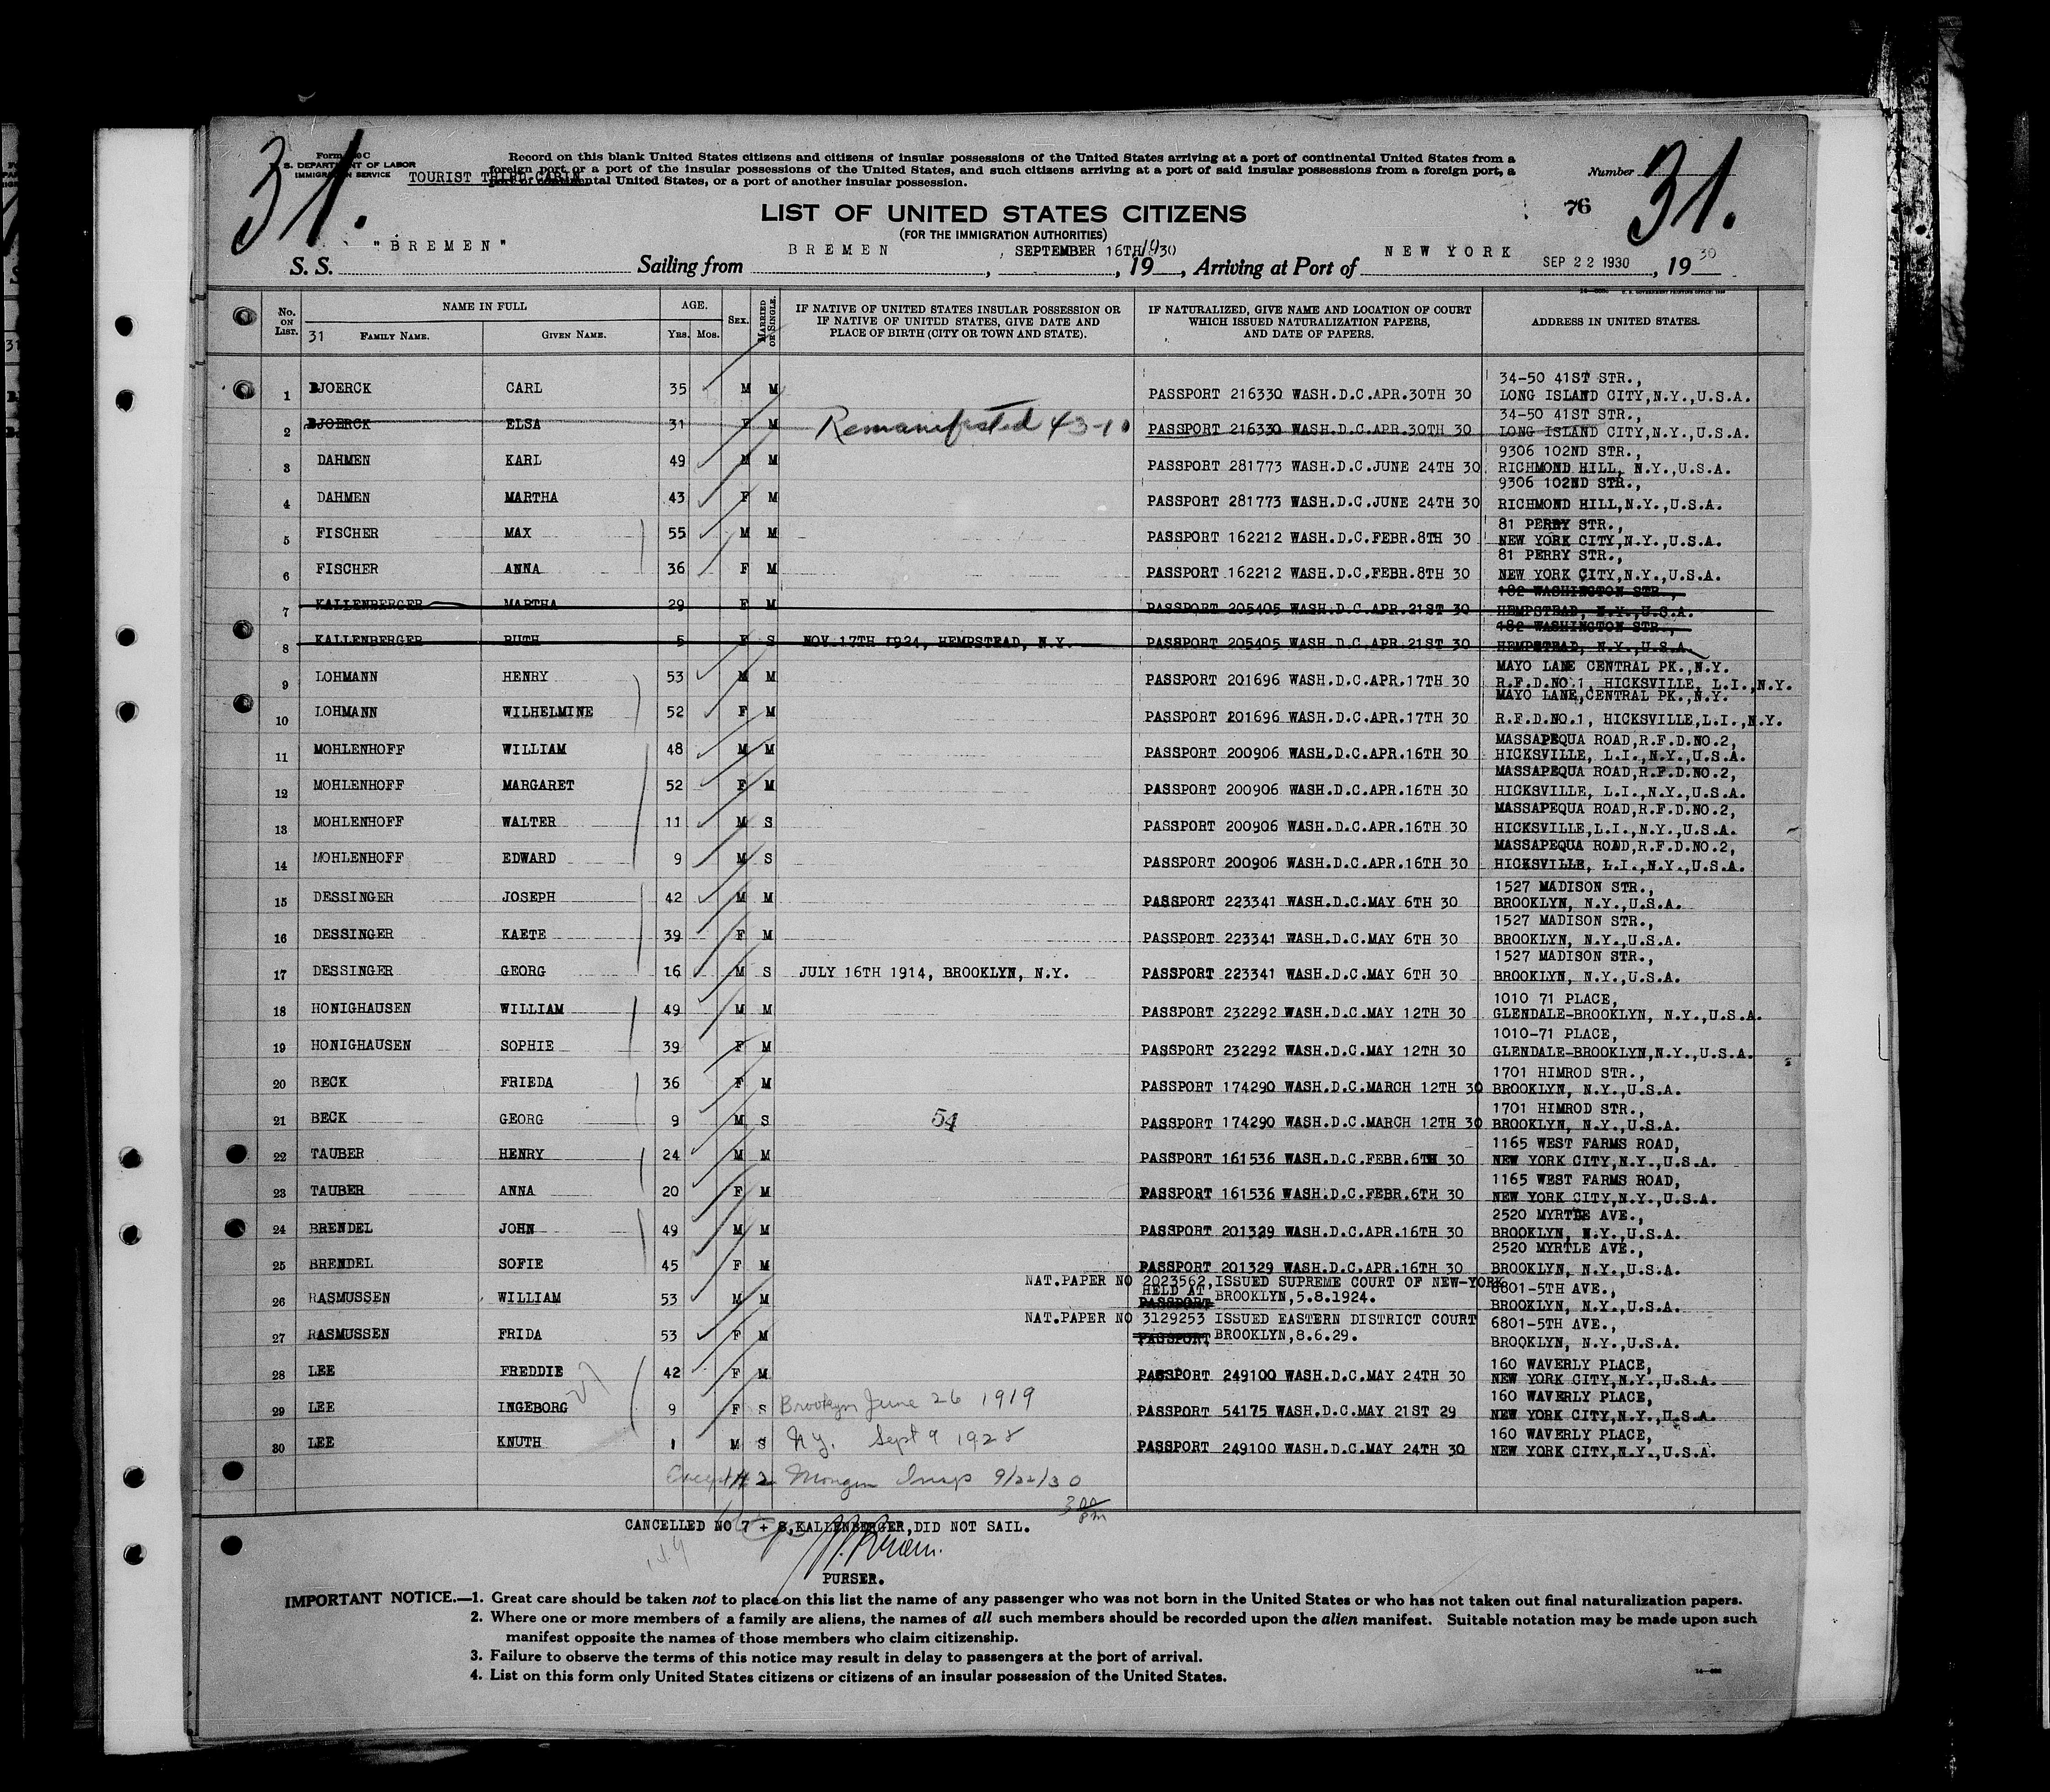 31.
Form 630 C
U. S. DEPARTMENT OF LABOR
IMMIGRATION SERVICE
TOURIST THIRD CABIN
Record on this blank United States citizens and citizens of insular possessions of the United States arriving at a port of continental United States from a
foreign port or a port of the insular possessions of the United States, and such citizens arriving at a port of said insular possessions from a foreign port, a
port of continental United States, or a port of another insular possession.
Number 31.
LIST OF UNITED STATES CITIZENS
76
(FOR THE IMMIGRATION AUTHORITIES)
S. S. "BREMEN" Sailing from BREMEN, SEPTEMBER 16TH 1930, 19 , Arriving at Port of NEW YORK SEP 22 1930, 19 30
No. ON LIST. NAME IN FULL AGE. SEX. MARRIED OR SINGLE. IF NATIVE OF UNITED STATES INSULAR POSSESSION OR IF NATIVE OF UNITED STATES, GIVE DATE AND PLACE OF BIRTH (CITY OR TOWN AND STATE). IF NATURALIZED, GIVE NAME AND LOCATION OF COURT WHICH ISSUED NATURALIZATION PAPERS, AND DATE OF PAPERS. ADDRESS IN UNITED STATES.
31 FAMILY NAME. GIVEN NAME. YRS. MOS.
1 BJOERCK CARL 35 M M PASSPORT 216330 WASH.D.C.APR.30TH 30 34-50 41ST STR., LONG ISLAND CITY,N.Y.,U.S.A.
2 BJOERCK ELSA 31 F M Remanifested 43-10 PASSPORT 216330 WASH.D.C.APR.30TH 30 34-50 41ST STR., LONG ISLAND CITY,N.Y.,U.S.A.
3 DAHMEN KARL 49 M M PASSPORT 281773 WASH.D.C.JUNE 24TH 30 9306 102ND STR., RICHMOND HILL, N.Y.,U.S.A.
4 DAHMEN MARTHA 43 F M PASSPORT 281773 WASH.D.C.JUNE 24TH 30 9306 102ND STR., RICHMOND HILL,N.Y.,U.S.A.
5 FISCHER MAX 55 M M PASSPORT 162212 WASH.D.C.FEBR.8TH 30 81 PERRY STR., NEW YORK CITY,N.Y.,U.S.A.
6 FISCHER ANNA 36 F M PASSPORT 162212 WASH.D.C.FEBR.8TH 30 81 PERRY STR., NEW YORK CITY,N.Y.,U.S.A.
7 KALLENBERGER MARTHA 29 F M PASSPORT 205405 WASH.D.C.APR.21ST 30 182 WASHINGTON STR., HEMPSTEAD, N.Y.,U.S.A.
8 KALLENBERGER RUTH 5 F S NOV.17TH 1924, HEMPSTEAD, N.Y. PASSPORT 205405 WASH.D.C.APR.21ST 30 182 WASHINGTON STR., HEMPSTEAD, N.Y.,U.S.A.
9 LOHMANN HENRY 53 M M PASSPORT 201696 WASH.D.C.APR.17TH 30 MAYO LANE CENTRAL PK.,N.Y. R.F.D.NO.1, HICKSVILLE, L.I.,N.Y.
10 LOHMANN WILHELMINE 52 F M PASSPORT 201696 WASH.D.C.APR.17TH 30 MAYO LANE,CENTRAL PK.,N.Y. R.F.D.NO.1, HICKSVILLE,L.I.,N.Y.
11 MOHLENHOFF WILLIAM 48 M M PASSPORT 200906 WASH.D.C.APR.16TH 30 MASSAPEQUA ROAD,R.F.D.NO.2, HICKSVILLE, L.I.,N.Y.,U.S.A.
12 MOHLENHOFF MARGARET 52 F M PASSPORT 200906 WASH.D.C.APR.16TH 30 MASSAPEQUA ROAD,R.F.D.NO.2, HICKSVILLE, L.I.,N.Y.,U.S.A.
13 MOHLENHOFF WALTER 11 M S PASSPORT 200906 WASH.D.C.APR.16TH 30 MASSAPEQUA ROAD,R.F.D.NO.2, HICKSVILLE,L.I.,N.Y.,U.S.A.
14 MOHLENHOFF EDWARD 9 M S PASSPORT 200906 WASH.D.C.APR.16TH 30 MASSAPEQUA ROAD,R.F.D.NO.2, HICKSVILLE, L.I.,N.Y.,U.S.A.
15 DESSINGER JOSEPH 42 M M PASSPORT 223341 WASH.D.C.MAY 6TH 30 1527 MADISON STR., BROOKLYN, N.Y.,U.S.A.
16 DESSINGER KAETE 39 F M PASSPORT 223341 WASH.D.C.MAY 6TH 30 1527 MADISON STR., BROOKLYN, N.Y.,U.S.A.
17 DESSINGER GEORG 16 M S JULY 16TH 1914, BROOKLYN, N.Y. PASSPORT 223341 WASH.D.C.MAY 6TH 30 1527 MADISON STR., BROOKLYN, N.Y.,U.S.A.
18 HONIGHAUSEN WILLIAM 49 M M PASSPORT 232292 WASH.D.C.MAY 12TH 30 1010 71 PLACE, GLENDALE-BROOKLYN, N.Y.,U.S.A.
19 HONIGHAUSEN SOPHIE 39 F M PASSPORT 232292 WASH.D.C.MAY 12TH 30 1010-71 PLACE, GLENDALE-BROOKLYN,N.Y.,U.S.A.
20 BECK FRIEDA 36 F M PASSPORT 174290 WASH.D.C.MARCH 12TH 30 1701 HIMROD STR., BROOKLYN, N.Y.,U.S.A.
21 BECK GEORG 9 M S 54 PASSPORT 174290 WASH.D.C.MARCH 12TH 30 1701 HIMROD STR., BROOKLYN, N.Y.,U.S.A.
22 TAUBER HENRY 24 M M PASSPORT 161536 WASH.D.C.FEBR.6TH 30 1165 WEST FARMS ROAD, NEW YORK CITY,N.Y.,U.S.A.
23 TAUBER ANNA 20 F M PASSPORT 161536 WASH.D.C.FEBR.6TH 30 1165 WEST FARMS ROAD, NEW YORK CITY,N.Y.,U.S.A.
24 BRENDEL JOHN 49 M M PASSPORT 201329 WASH.D.C.APR.16TH 30 2520 MYRTLE AVE., BROOKLYN, N.Y.,U.S.A.
25 BRENDEL SOFIE 45 F M PASSPORT 201329 WASH.D.C.APR.16TH 30 2520 MYRTLE AVE., BROOKLYN, N.Y.,U.S.A.
26 RASMUSSEN WILLIAM 53 M M NAT.PAPER NO 2023562,ISSUED SUPREME COURT OF NEW-YORK HELD AT BROOKLYN,5.8.1924. PASSPORT 6801-5TH AVE., BROOKLYN, N.Y.,U.S.A.
27 RASMUSSEN FRIDA 53 F M NAT.PAPER NO 3129253 ISSUED EASTERN DISTRICT COURT PASSPORT BROOKLYN,8.6.29. 6801-5TH AVE., BROOKLYN, N.Y.,U.S.A.
28 LEE FREDDIE 42 F M PASSPORT 249100 WASH.D.C.MAY 24TH 30 160 WAVERLY PLACE, NEW YORK CITY,N.Y.,U.S.A.
29 LEE INGEBORG 9 F S Brooklyn June 26 1919 PASSPORT 54175 WASH.D.C.MAY 21ST 29 160 WAVERLY PLACE, NEW YORK CITY,N.Y.,U.S.A.
30 LEE KNUTH 1 M S N.Y. Sept 9 1928 PASSPORT 249100 WASH.D.C.MAY 24TH 30 160 WAVERLY PLACE, NEW YORK CITY,N.Y.,U.S.A.
Except # 2 Insp 9/22/30
3 00 pm
CANCELLED NO 7 + 8,KALLENBERGER,DID NOT SAIL.
PURSER.
IMPORTANT NOTICE.—1. Great care should be taken not to place on this list the name of any passenger who was not born in the United States or who has not taken out final naturalization papers.
2. Where one or more members of a family are aliens, the names of all such members should be recorded upon the alien manifest. Suitable notation may be made upon such
manifest opposite the names of those members who claim citizenship.
3. Failure to observe the terms of this notice may result in delay to passengers at the port of arrival.
4. List on this form only United States citizens or citizens of an insular possession of the United States.